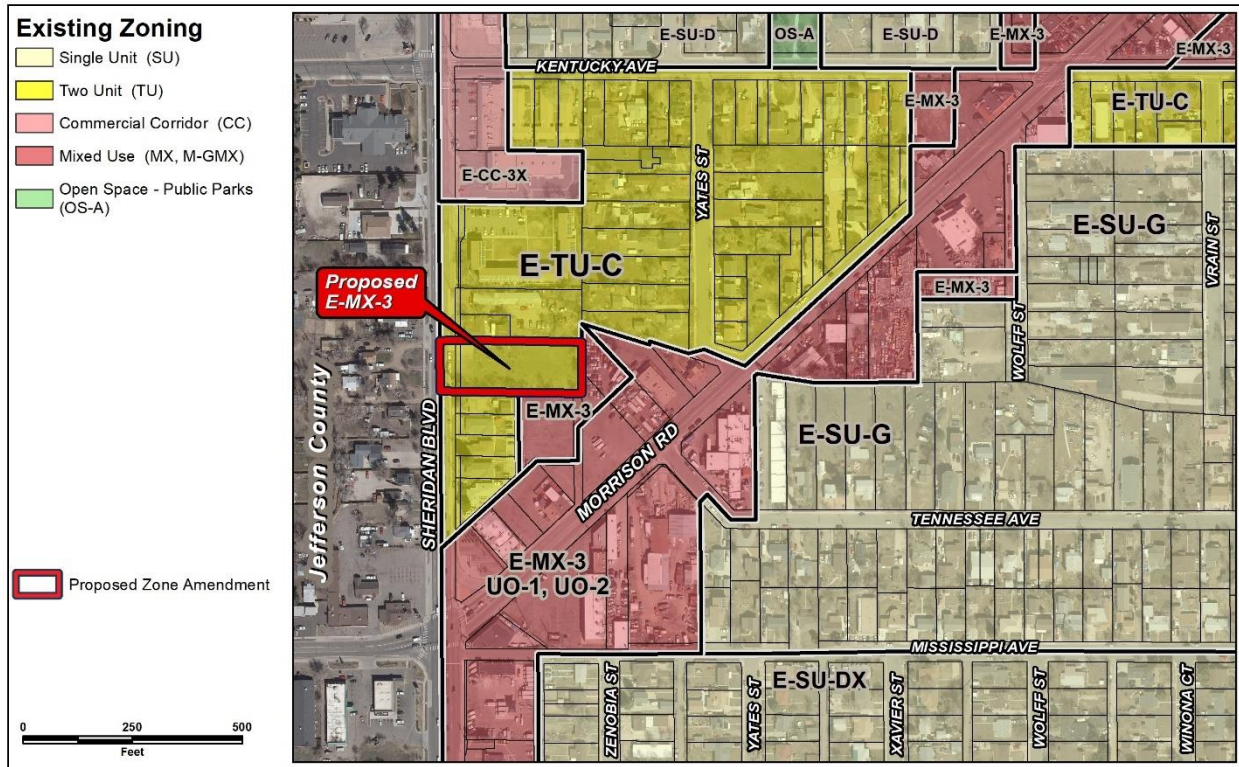 Existing Zoning
Single Unit (SU)
Two Unit (TU)
Commercial Corridor (CC)
Mixed Use (MX, M-GMX)
Open Space - Public Parks
(OS-A)
Proposed Zone Amendment
0 250 500
Feet
E-SU-D
OS-A
E-SU-D
E-MX-3
E-MX-3
KENTUCKY AVE
E-MX-3
E-TU-C
E-CC-3X
YATES ST
E-SU-G
VRAIN ST
E-TU-C
Proposed
E-MX-3
E-MX-3
WOLFF ST
Jefferson County
SHERIDAN BLVD
E-MX-3
E-SU-G
MORRISON RD
TENNESSEE AVE
E-MX-3
UO-1, UO-2
MISSISSIPPI AVE
E-SU-DX
ZENOBIA ST
YATES ST
XAVIER ST
WOLFF ST
WINONA CT